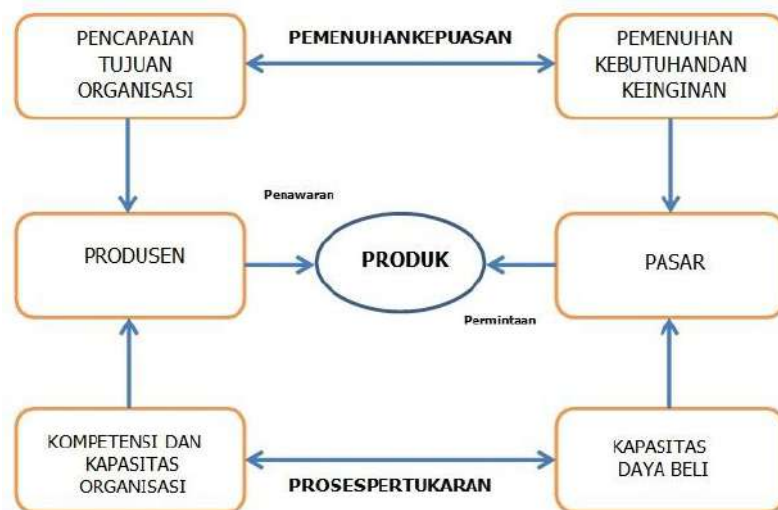 PENCAPAIAN
TUJUAN
ORGANISASI
PEMENUHANKEPUASAN
PEMENUHAN
KEBUTUHANDAN
KEINGINAN
Penawaran
PRODUSEN
PRODUK
PASAR
Permintaan
KOMPETENSI DAN
KAPASITAS
ORGANISASI
PROSESPERTUKARAN
KAPASITAS
DAYA BELI